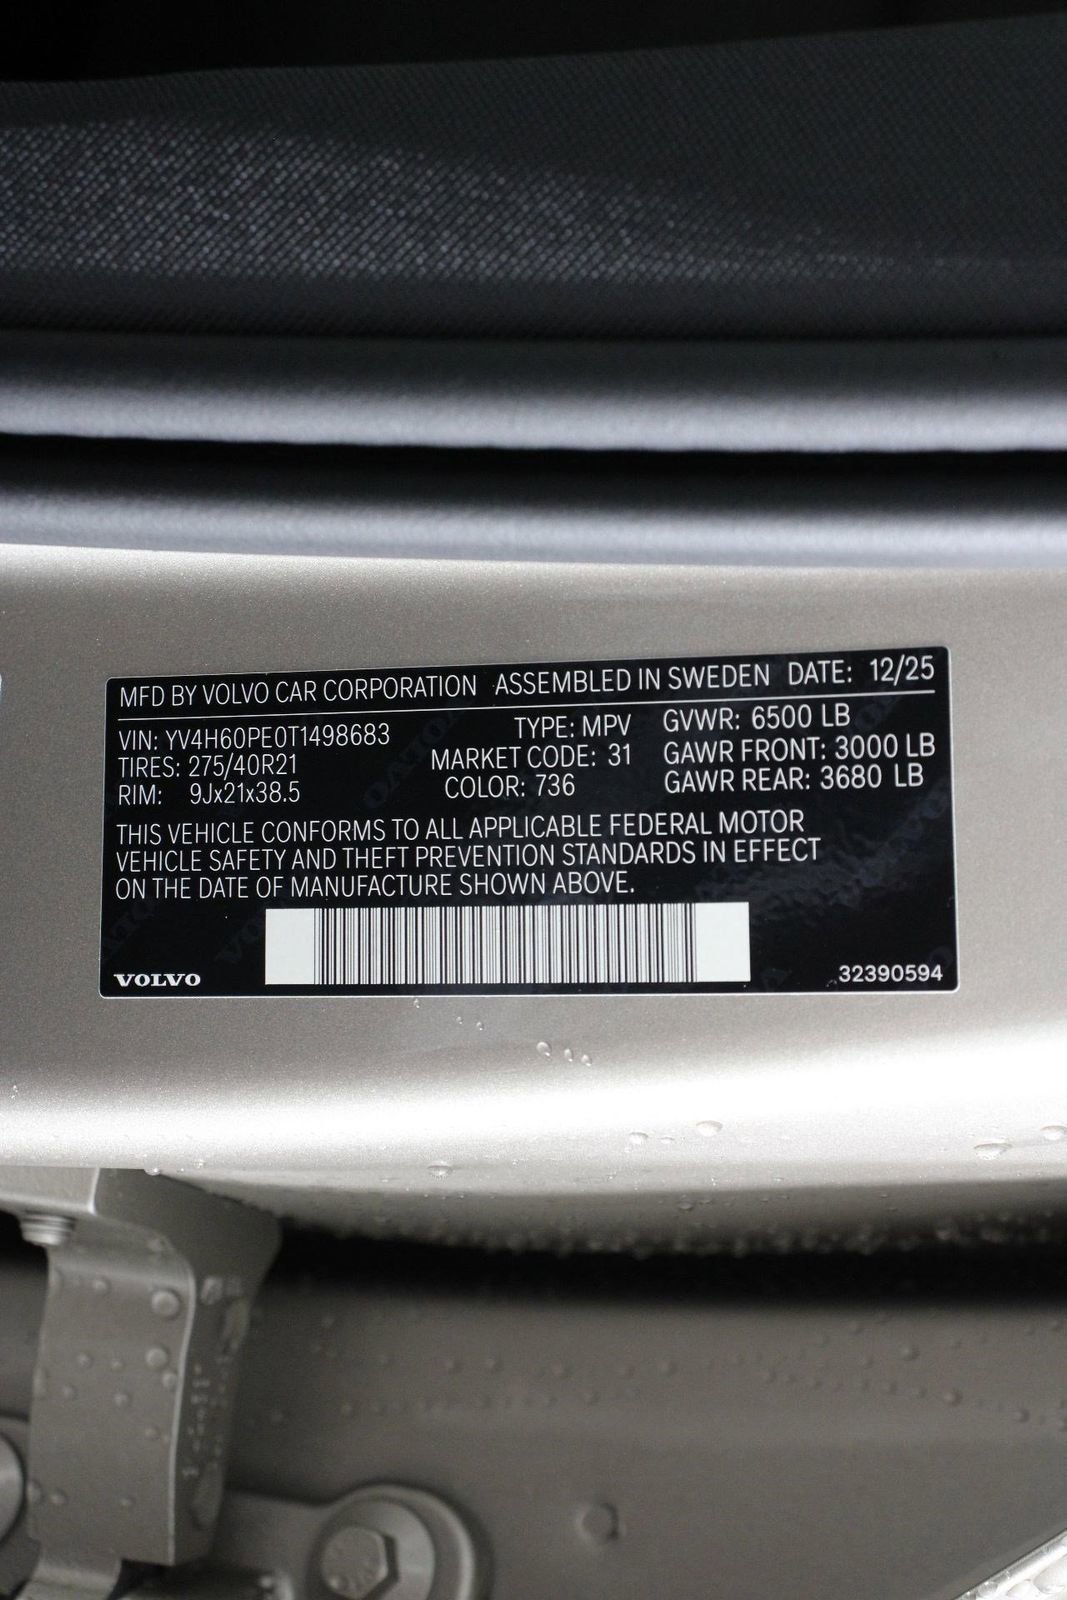 MFD BY VOLVO CAR CORPORATION ASSEMBLED IN SWEDEN DATE: 12/25
VIN: YV4H60PE0T1498683 TYPE: MPV GVWR: 6500 LB
TIRES: 275/40R21 MARKET CODE: 31 GAWR FRONT: 3000 LB
RIM: 9Jx21x38.5 COLOR: 736 GAWR REAR: 3680 LB
THIS VEHICLE CONFORMS TO ALL APPLICABLE FEDERAL MOTOR
VEHICLE SAFETY AND THEFT PREVENTION STANDARDS IN EFFECT
ON THE DATE OF MANUFACTURE SHOWN ABOVE.
VOLVO 32390594